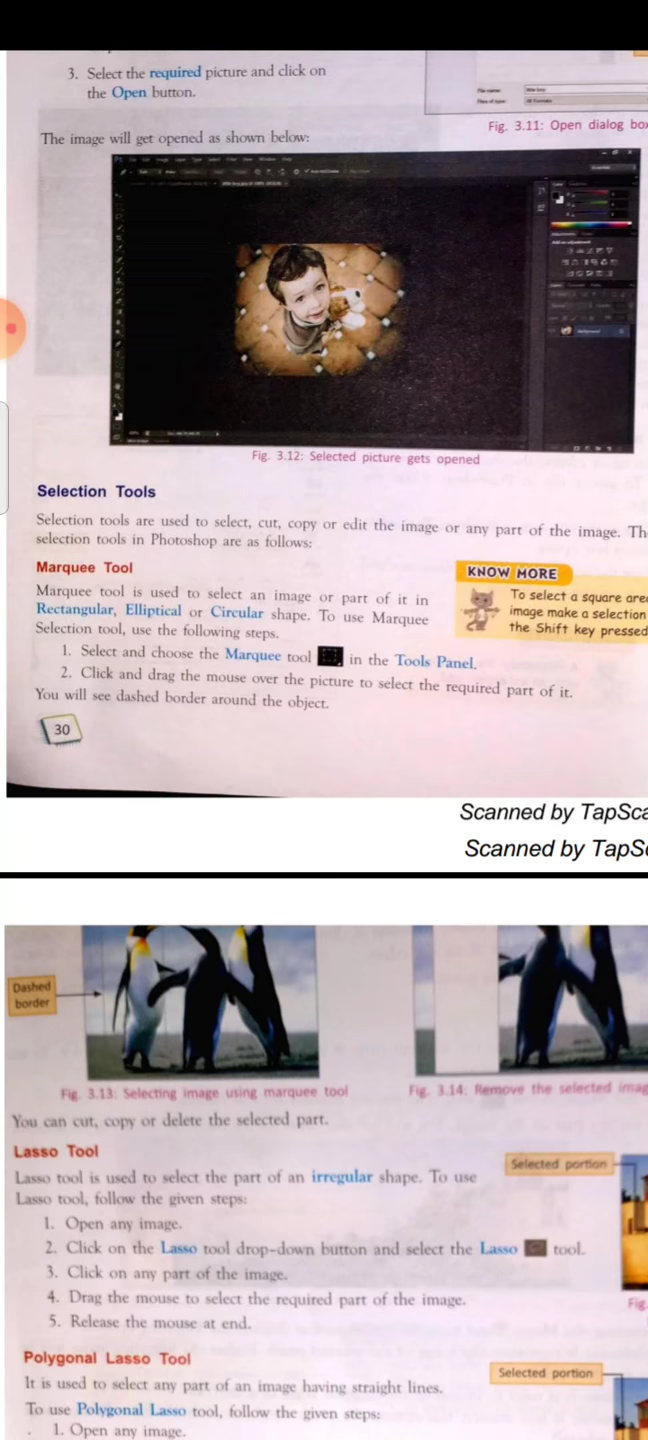 3. Select the required picture and click on
the Open button.
File name:
Files of type:
All Formats
Fig. 3.11: Open dialog box
The image will get opened as shown below:
Fig. 3.12: Selected picture gets opened
Selection Tools
Selection tools are used to select, cut, copy or edit the image or any part of the image. Th
selection tools in Photoshop are as follows:
Marquee Tool
Marquee tool is used to select an image or part of it in
Rectangular, Elliptical or Circular shape. To use Marquee
Selection tool, use the following steps.
KNOW MORE
To select a square are
image make a selection
the Shift key pressed
1. Select and choose the Marquee tool in the Tools Panel.
2. Click and drag the mouse over the picture to select the required part of it.
You will see dashed border around the object.
30
Scanned by TapSca
Scanned by TapS
Dashed
border
Fig. 3.13: Selecting image using marquee tool
Fig. 3.14: Remove the selected imag
You can cut, copy or delete the selected part.
Lasso Tool
Lasso tool is used to select the part of an irregular shape. To use
Lasso tool, follow the given steps:
Selected portion
1. Open any image.
2. Click on the Lasso tool drop-down button and select the Lasso tool.
3. Click on any part of the image.
4. Drag the mouse to select the required part of the image.
5. Release the mouse at end.
Fig.
Polygonal Lasso Tool
It is used to select any part of an image having straight lines.
Selected portion
To use Polygonal Lasso tool, follow the given steps:
1. Open any image.